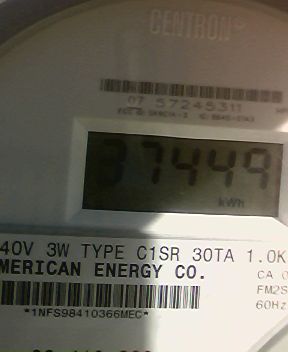 CENTRON
07 57245311
37449
kWh
40V 3W TYPE C1SR 30TA 1.0K
MERICAN ENERGY CO.
CA 0
FM2S
60Hz
*1NFS98410366MEC*